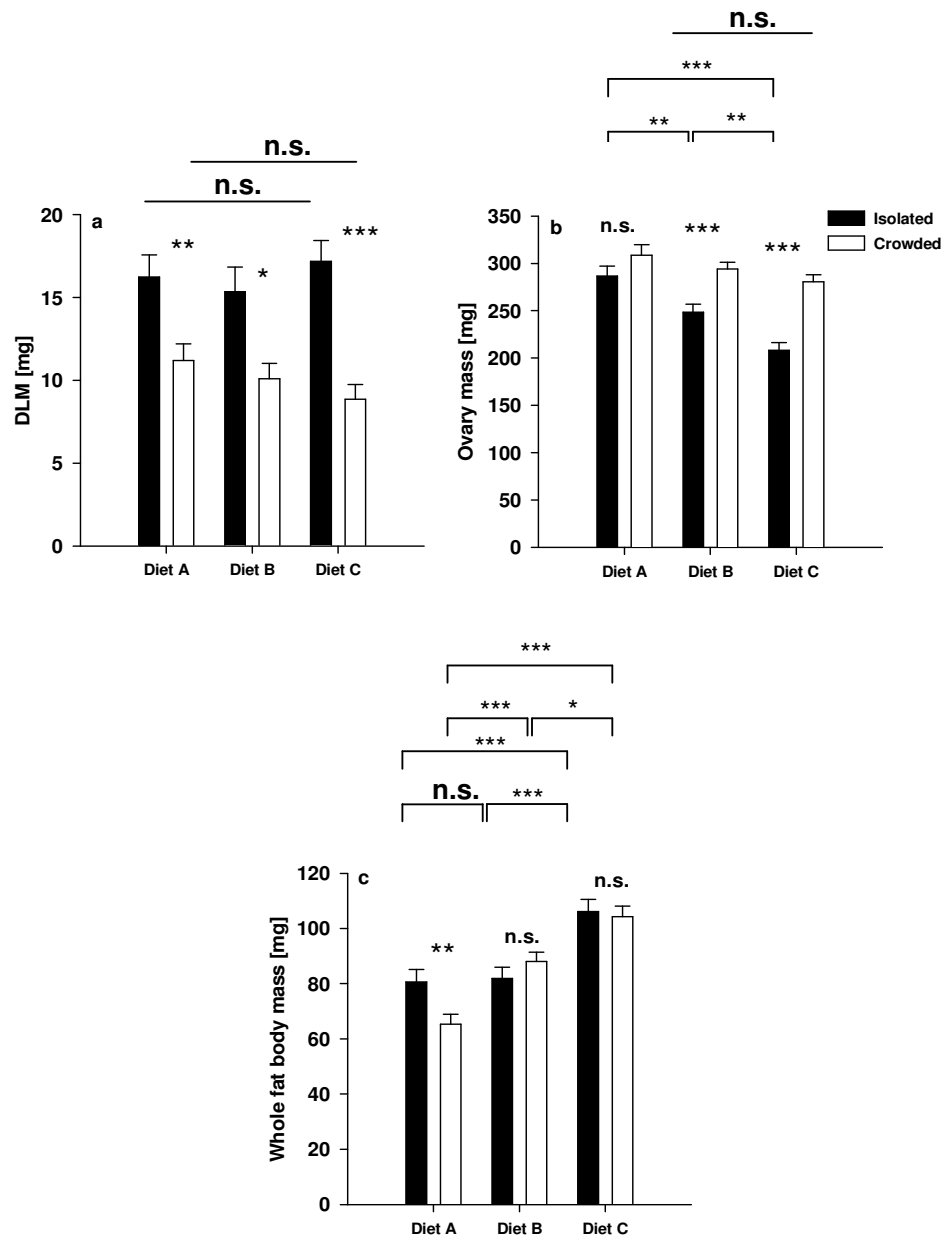 n.s.
***
** **
n.s.
n.s.
a
** * ***
DLM [mg]
20
15
10
5
0
Diet A Diet B Diet C
b
n.s. *** ***
Isolated
Crowded
Ovary mass [mg]
350
300
250
200
150
100
50
0
Diet A Diet B Diet C
***
*** *
***
n.s. ***
c
** n.s. n.s.
Whole fat body mass [mg]
120
100
80
60
40
20
0
Diet A Diet B Diet C